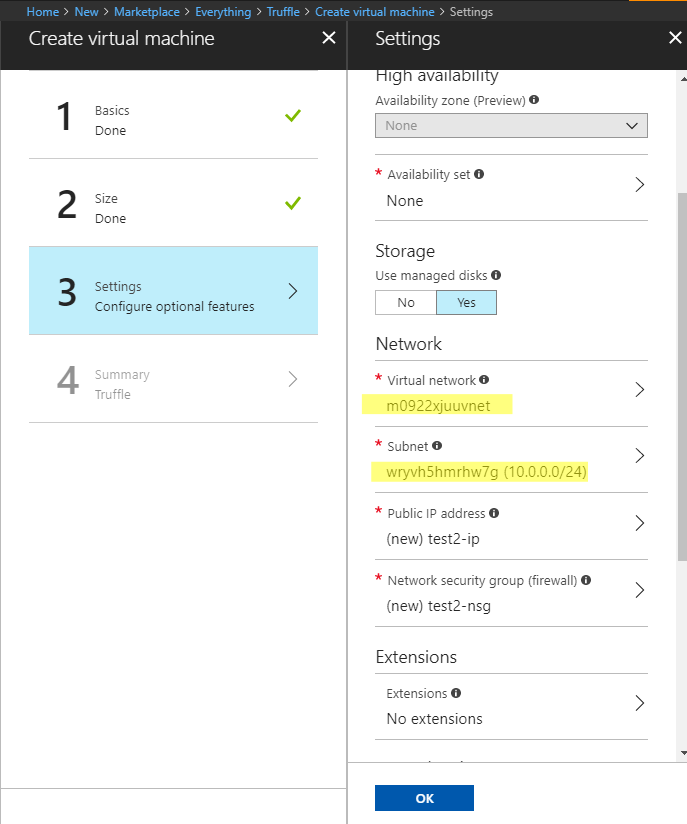 Home > New > Marketplace > Everything > Truffle > Create virtual machine > Settings
Create virtual machine
1
Basics
Done
2
Size
Done
3
Settings
Configure optional features
4
Summary
Truffle
Settings
High availability
Availability zone (Preview)
None
* Availability set
None
Storage
Use managed disks
No Yes
Network
* Virtual network
m0922xjuuvnet
* Subnet
wryvh5hmrhw7g (10.0.0.0/24)
* Public IP address
(new) test2-ip
* Network security group (firewall)
(new) test2-nsg
Extensions
Extensions
No extensions
OK